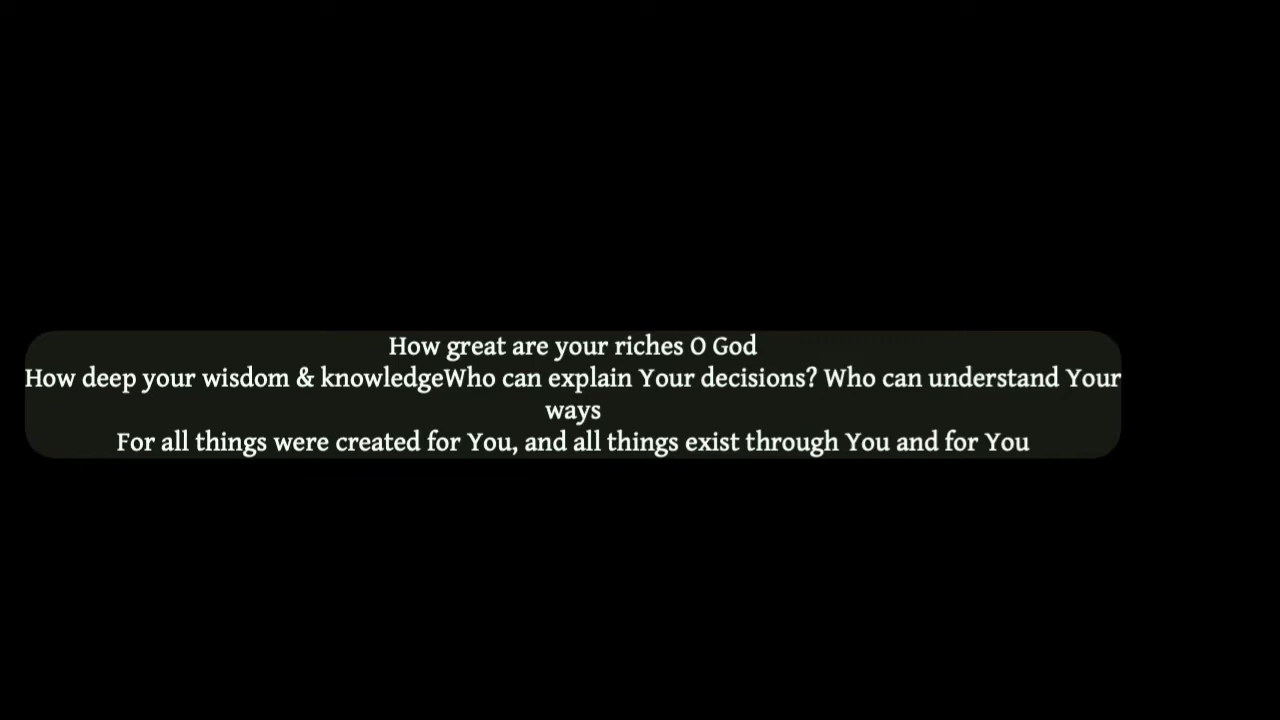 How great are your riches O God
How deep your wisdom & knowledgeWho can explain Your decisions? Who can understand Your
ways
For all things were created for You, and all things exist through You and for You